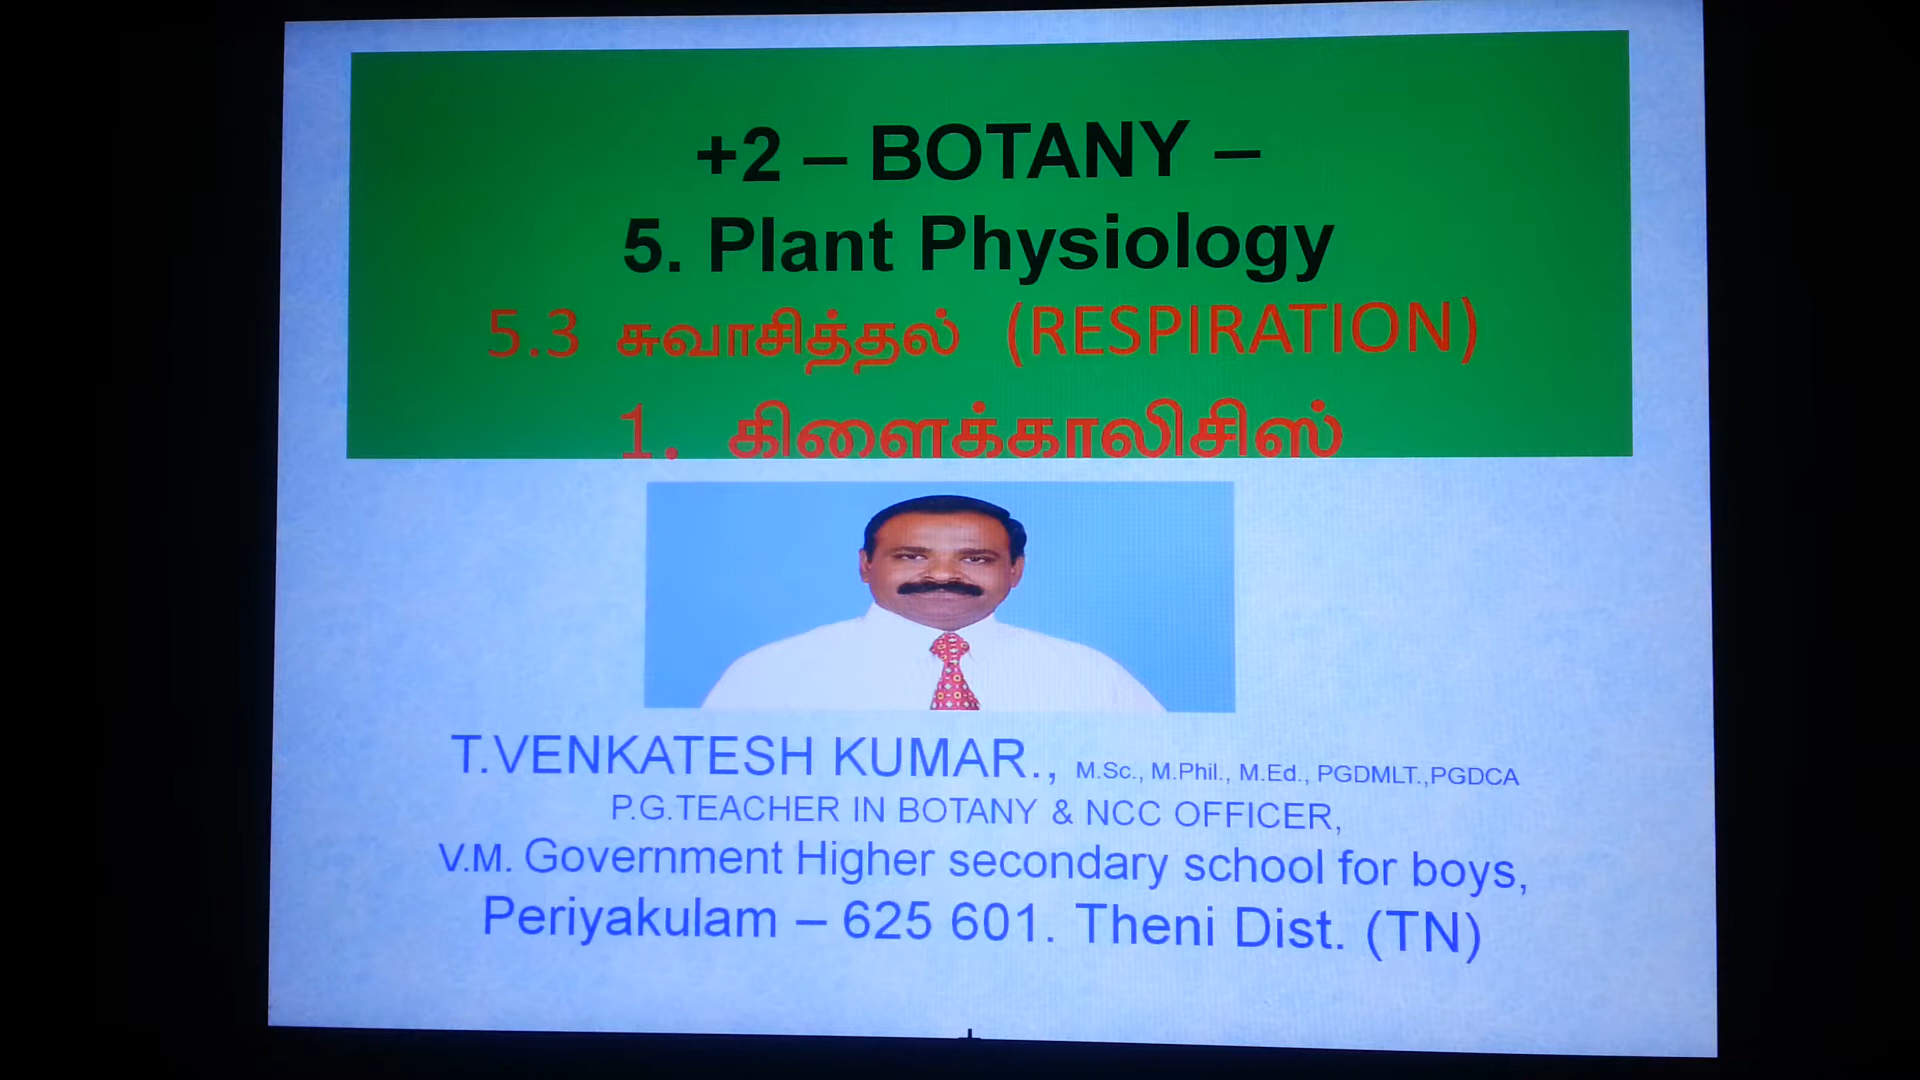 +2 – BOTANY –
5. Plant Physiology
5.3 சுவாசித்தல் (RESPIRATION)
1. கிளைக்காலிசிஸ்
T.VENKATESH KUMAR., M.Sc., M.Phil., M.Ed., PGDMLT.,PGDCA
P.G.TEACHER IN BOTANY & NCC OFFICER,
V.M. Government Higher secondary school for boys,
Periyakulam – 625 601. Theni Dist. (TN)